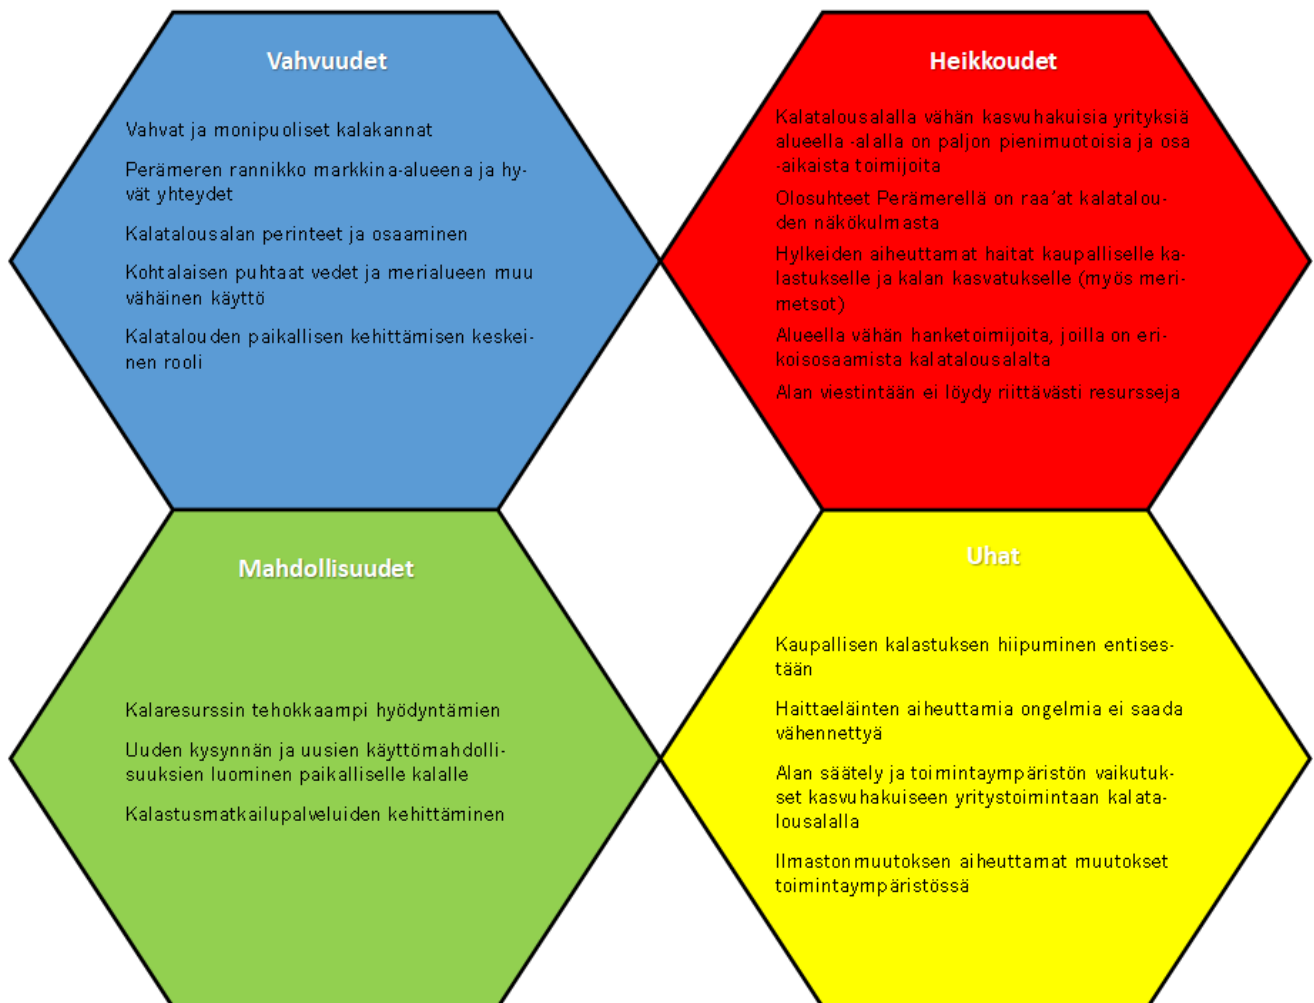 Vahvuudet
Vahvat ja monipuoliset kalakannat
Perämeren rannikko markkina-alueena ja hy-
vät yhteydet
Kalatalousalan perinteet ja osaaminen
Kohtalaisen puhtaat vedet ja merialueen muu
vähäinen käyttö
Kalatalouden paikallisen kehittämisen keskei-
nen rooli
Heikkoudet
Kalatalousalalla vähän kasvuhakuisia yrityksiä
alueella -alalla on paljon pienimuotoisia ja osa
-aikaista toimijoita
Olosuhteet Perämerellä on raa'at kalatalou-
den näkökulmasta
Hylkeiden aiheuttamat haitat kaupalliselle ka-
lastukselle ja kalan kasvatukselle (myös meri-
metsot)
Alueella vähän hanketoimijoita, joilla on eri-
koisosaamista kalatalousalalta
Alan viestintään ei löydy riittävästi resursseja
Mahdollisuudet
Kalaresurssin tehokkaampi hyödyntämien
Uuden kysynnän ja uusien käyttömahdolli-
suuksien luominen paikalliselle kalalle
Kalastusmatkailupalveluiden kehittäminen
Uhat
Kaupallisen kalastuksen hiipuminen entises-
tään
Haittaeläinten aiheuttamia ongelmia ei saada
vähennettyä
Alan säätely ja toimintaympäristön vaikutuk-
set kasvuhakuiseen yritystoimintaan kalata-
lousalalla
Ilmastonmuutoksen aiheuttamat muutokset
toimintaympäristössä